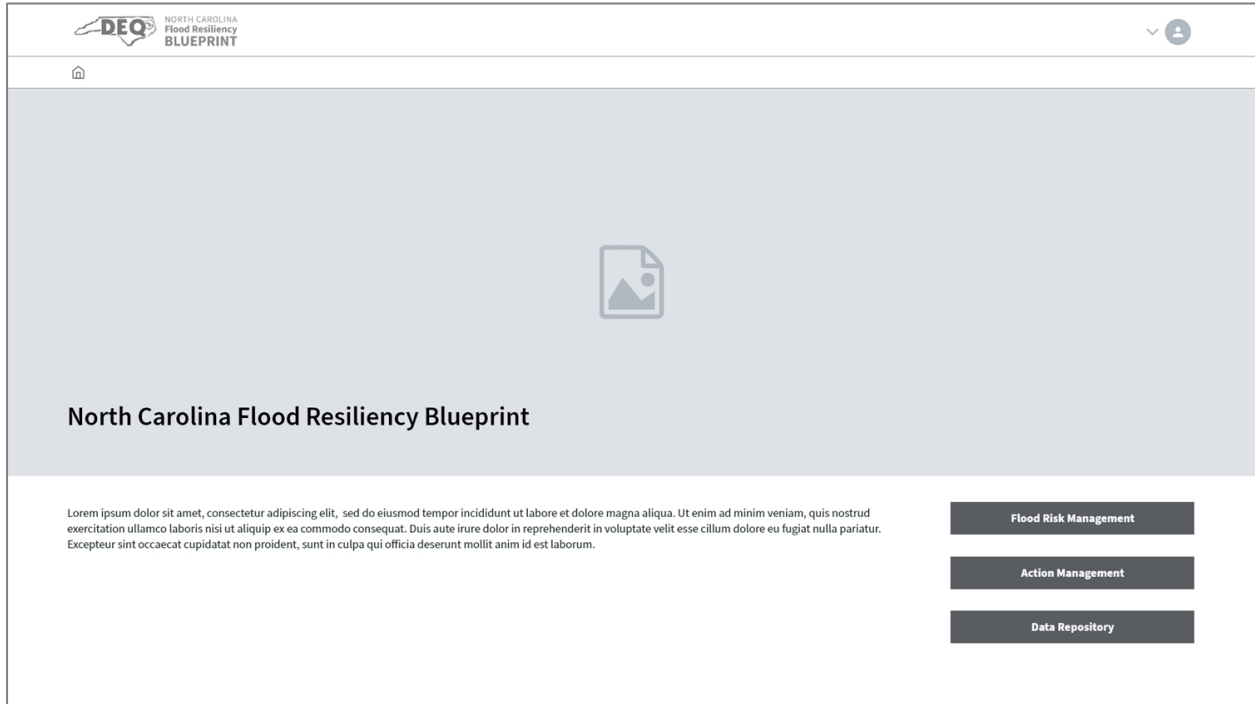 DEQ
NORTH CAROLINA
Flood Resiliency
BLUEPRINT
North Carolina Flood Resiliency Blueprint
Lorem ipsum dolor sit amet, consectetur adipiscing elit,  sed do eiusmod tempor incididunt ut labore et dolore magna aliqua. Ut enim ad minim veniam, quis nostrud
exercitation ullamco laboris nisi ut aliquip ex ea commodo consequat. Duis aute irure dolor in reprehenderit in voluptate velit esse cillum dolore eu fugiat nulla pariatur.
Excepteur sint occaecat cupidatat non proident, sunt in culpa qui officia deserunt mollit anim id est laborum.
Flood Risk Management
Action Management
Data Repository